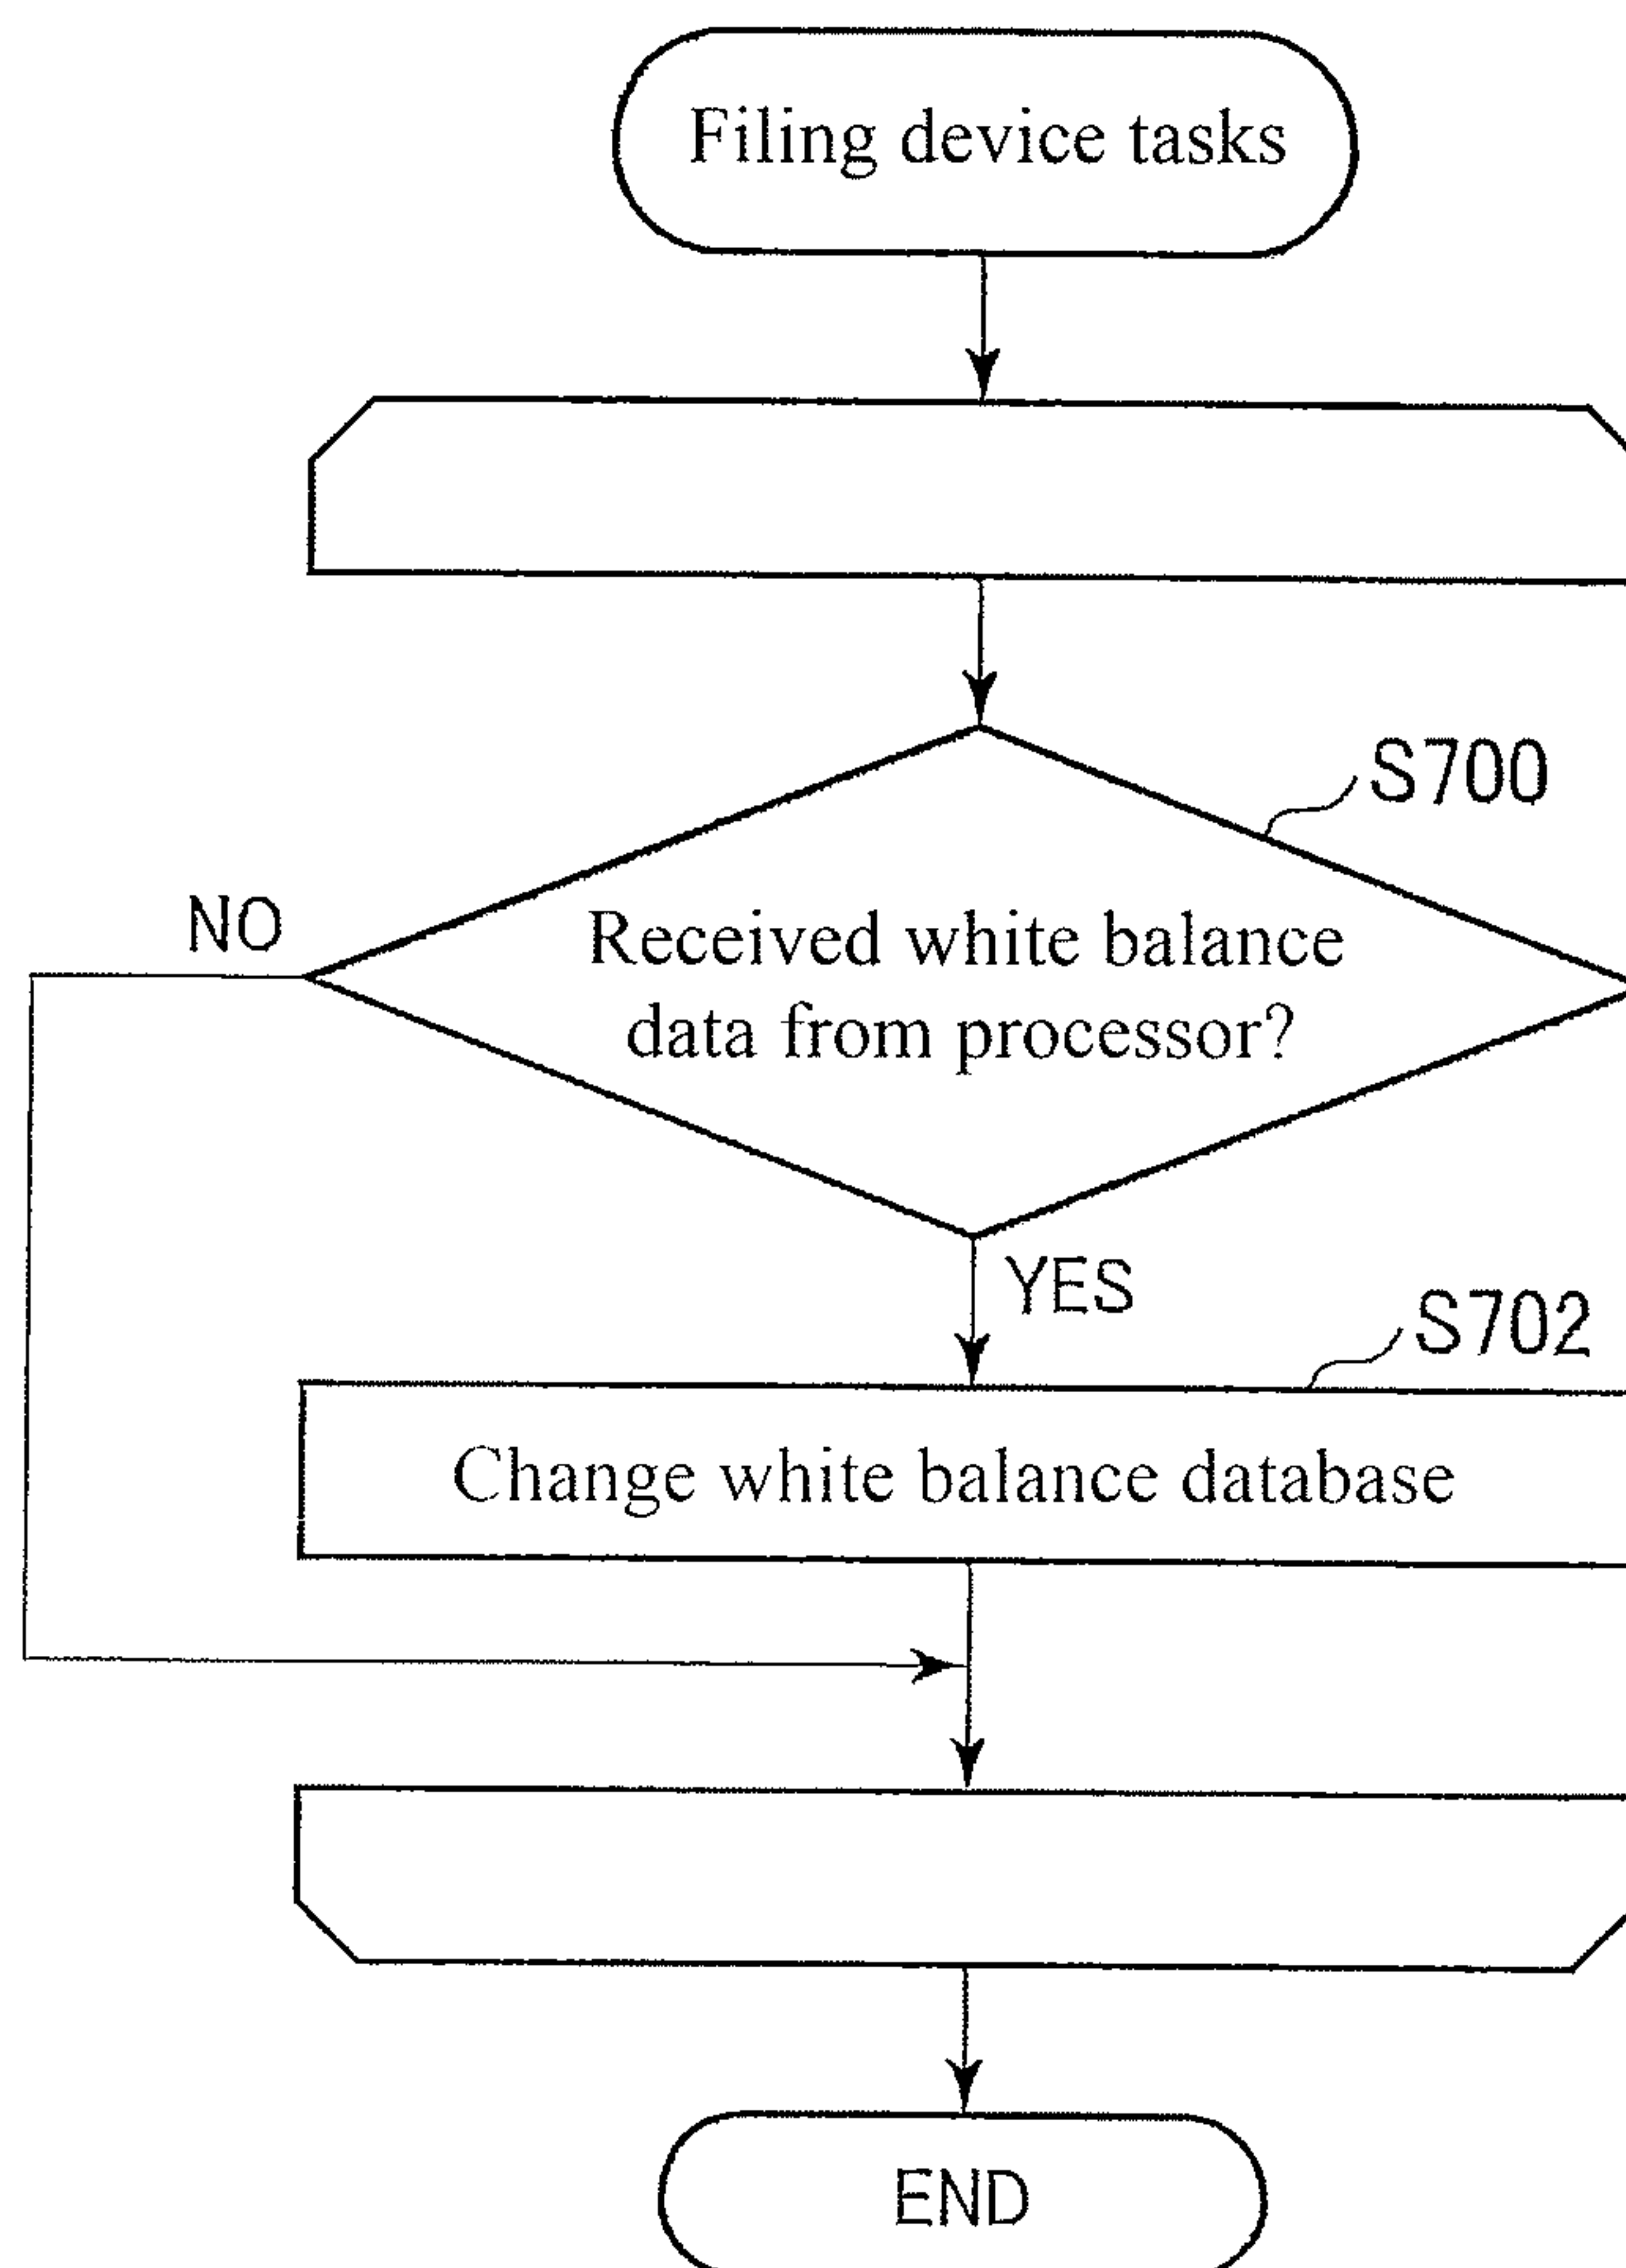 Filing device tasks
S700
NO
Received white balance
data from processor?
YES
S702
Change white balance database
END